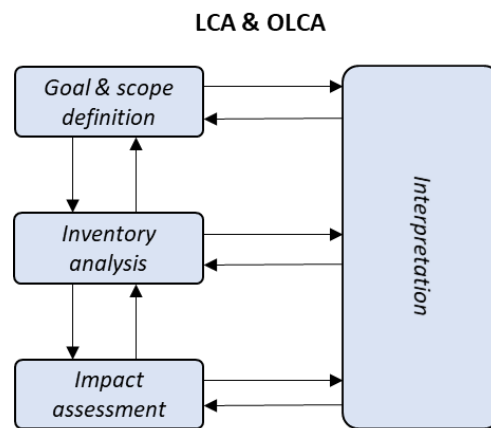 LCA & OLCA
Goal & scope
definition
Inventory
analysis
Impact
assessment
Interpretation